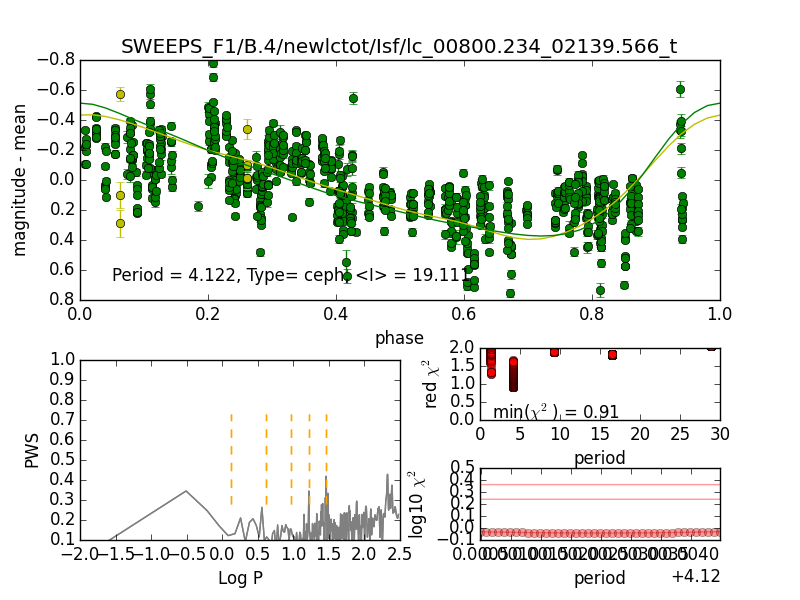 SWEEPS_F1/B.4/newlctot/Isf/lc_00800.234_02139.566_t
−0.8
−0.6
−0.4
−0.2
0.0
0.2
0.4
0.6
0.8
magnitude - mean
Period = 4.122, Type= ceph, <I> = 19.111
0.0 0.2 0.4 0.6 0.8 1.0
phase
1.0
0.9
0.8
0.7
0.6
0.5
0.4
0.3
0.2
0.1
PWS
−2.0 −1.5 −1.0 −0.5 0.0 0.5 1.0 1.5 2.0 2.5
Log P
2.0
1.5
1.0
0.5
0.0
red χ²
min(χ²) = 0.91
0 5 10 15 20 25 30
period
0.5
0.4
0.3
0.2
0.1
0.0
−0.1
log10 χ²
period
+4.12